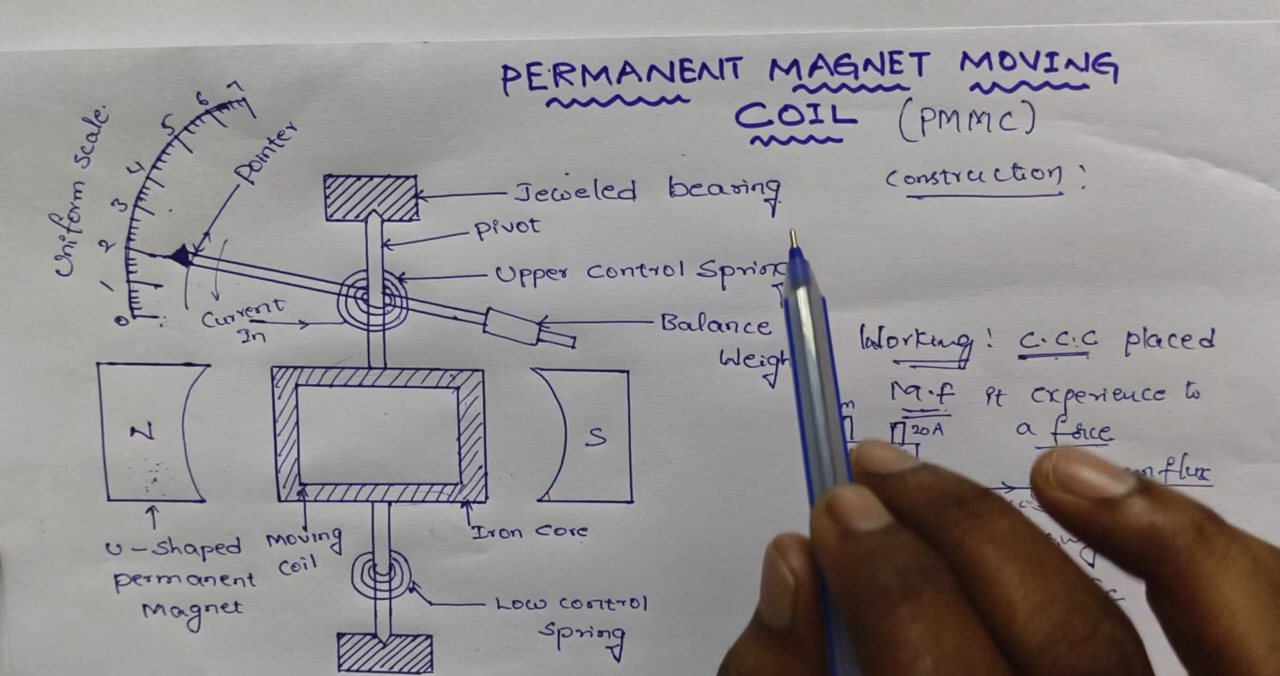 PERMANENT MAGNET MOVING
COIL (PMMC)
Construction :
Uniform scale.
0 1 2 3 4 5 6 7
Pointer
Jeweled bearing
Pivot
Upper control
Current
In
Balance
Working : C.C.C placed
M.f it experience to
20A a force
flux
N
S
U-shaped
permanent
Magnet
Moving
coil
Iron core
Low control
spring